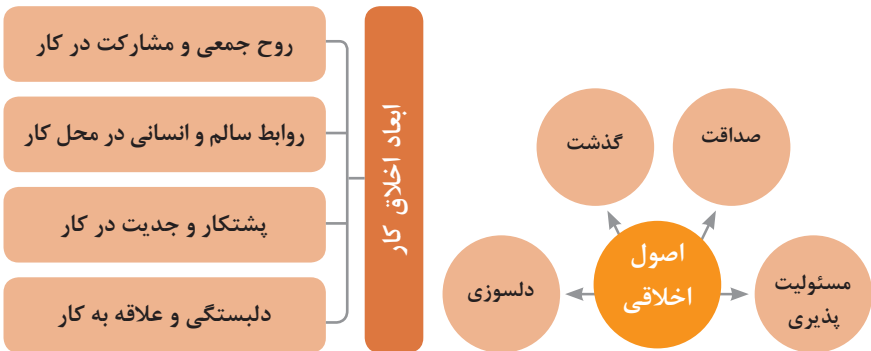 صداقت
گذشت
اصول
اخلاقی
مسئولیت
پذیری
دلسوزی
ابعاد اخلاق کار
روح جمعی و مشارکت در کار
روابط سالم و انسانی در محل کار
پشتکار و جدیت در کار
دلبستگی و علاقه به کار